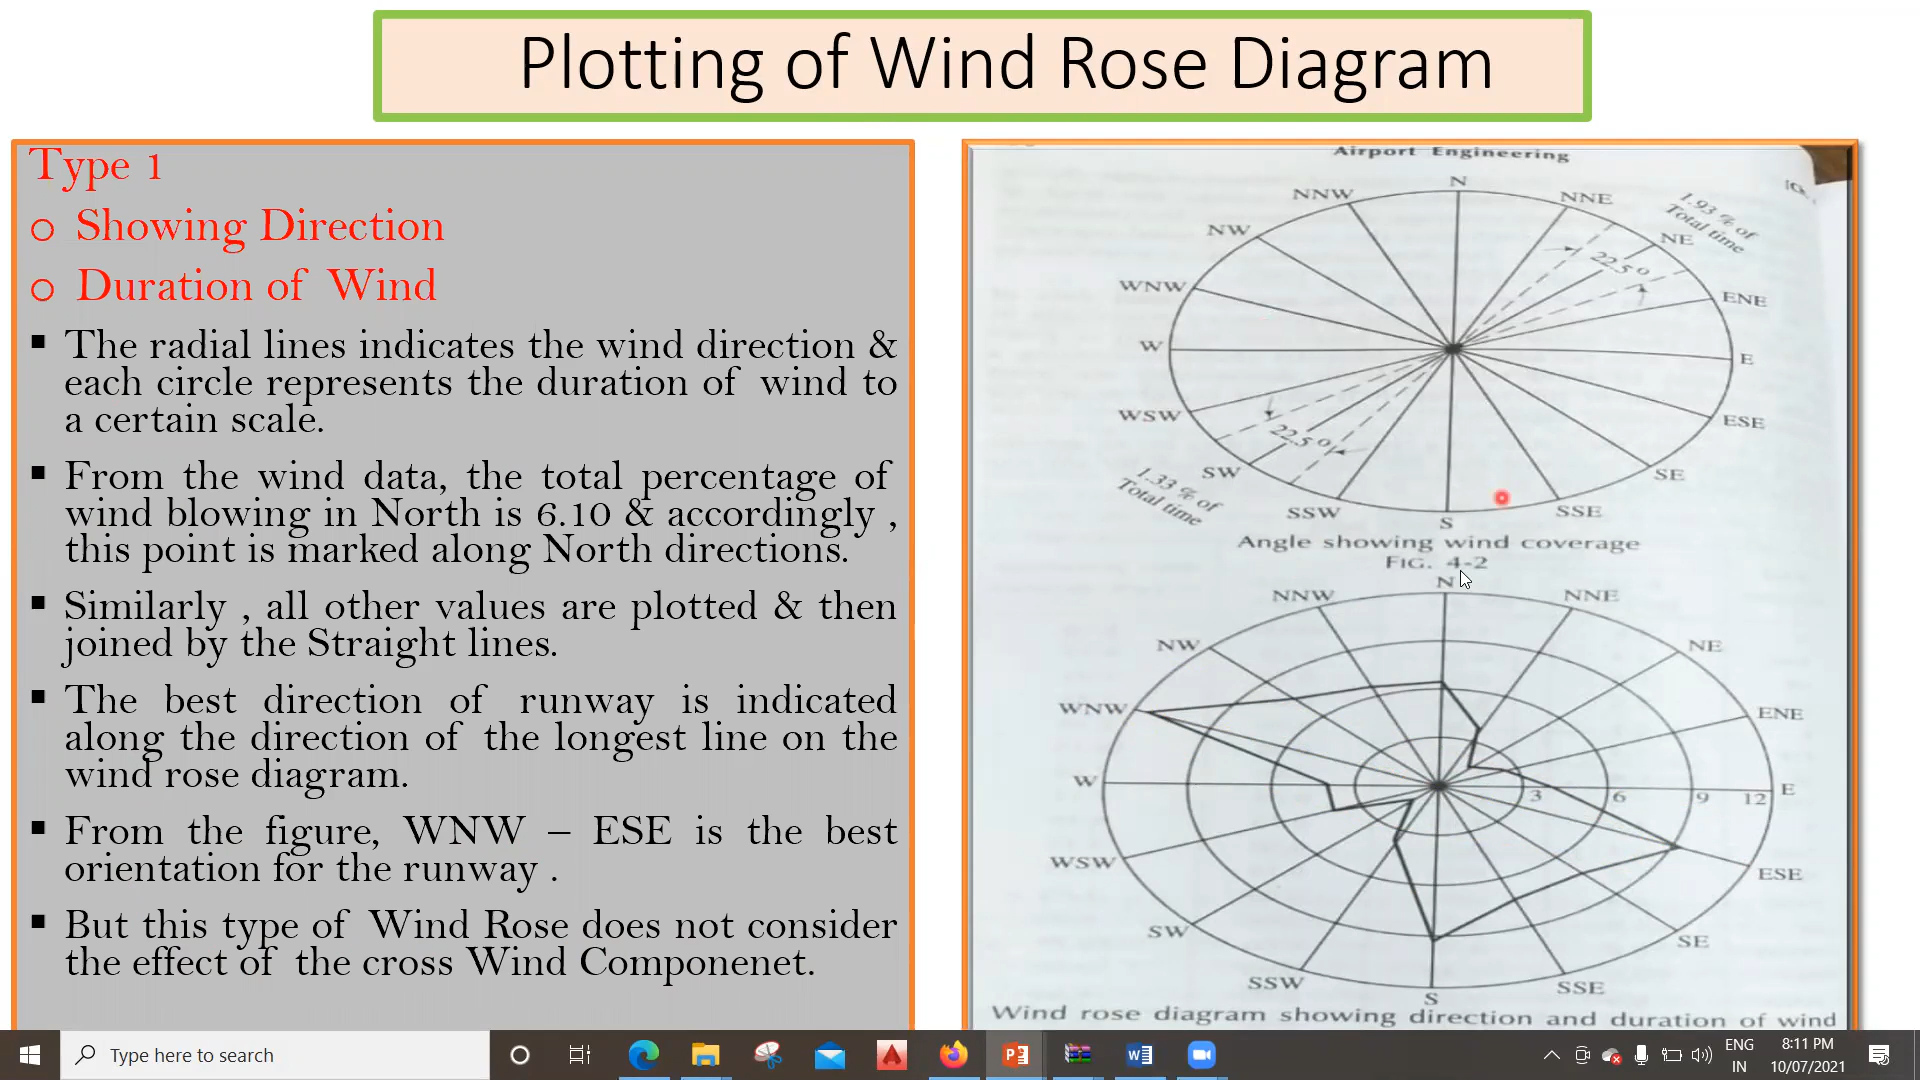 Plotting of Wind Rose Diagram
Type 1
o Showing Direction
o Duration of Wind
▪ The radial lines indicates the wind direction &
each circle represents the duration of wind to
a certain scale.
▪ From the wind data, the total percentage of
wind blowing in North is 6.10 & accordingly ,
this point is marked along North directions.
▪ Similarly , all other values are plotted & then
joined by the Straight lines.
▪ The best direction of runway is indicated
along the direction of the longest line on the
wind rose diagram.
▪ From the figure, WNW – ESE is the best
orientation for the runway .
▪ But this type of Wind Rose does not consider
the effect of the cross Wind Componenet.
Airport Engineering
N
NNW
NNE
1.93 % of
Total time
NW
NE
22.5°
WNW
ENE
W
E
WSW
ESE
22.5°
SW
SE
1.33 % of
Total time
SSW
S
SSE
Angle showing wind coverage
FIG. 4-2
N
NNW
NNE
NW
NE
WNW
ENE
W
3
6
9
12
E
WSW
ESE
SW
SE
SSW
S
SSE
Wind rose diagram showing direction and duration of wind
Type here to search
ENG
IN
8:11 PM
10/07/2021